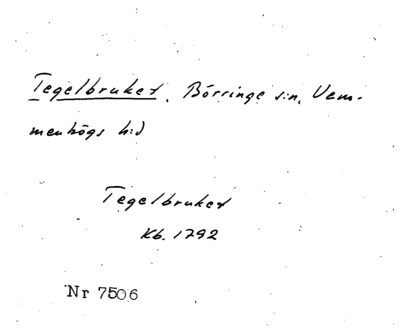 Tegelbruket, Börringe s:n, Vem-
menhögs h:d
Tegelbruket
Kb. 1792
Nr 7506